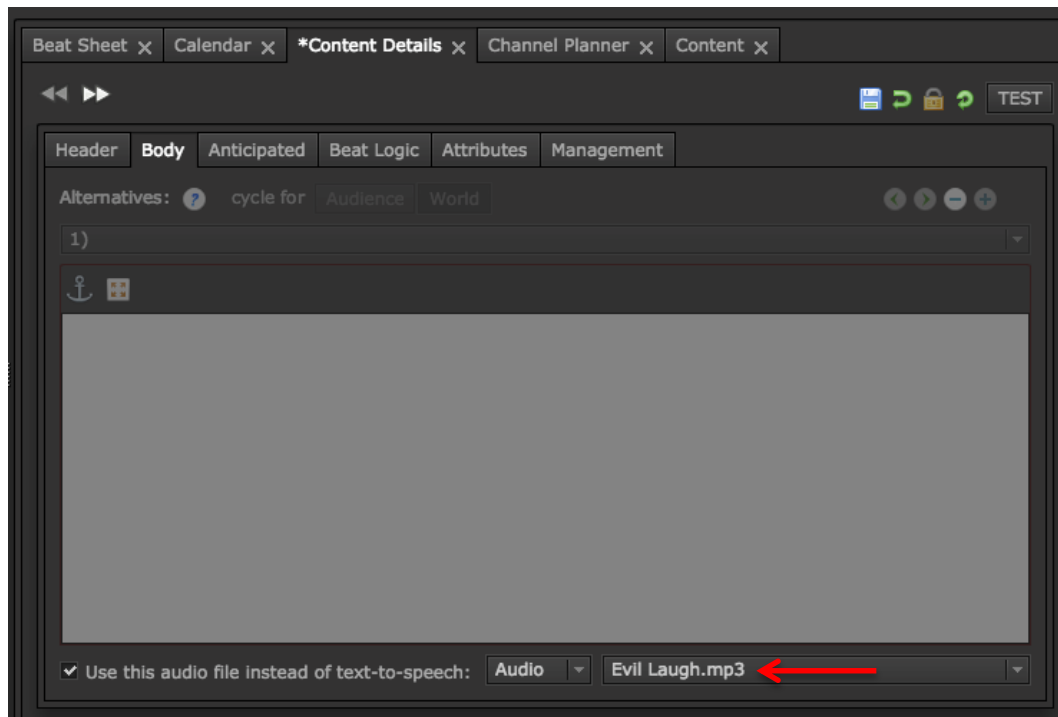 Beat Sheet x Calendar x *Content Details x Channel Planner x Content x
TEST
Header Body Anticipated Beat Logic Attributes Management
Alternatives: ? cycle for Audience World
1)
Use this audio file instead of text-to-speech: Audio Evil Laugh.mp3